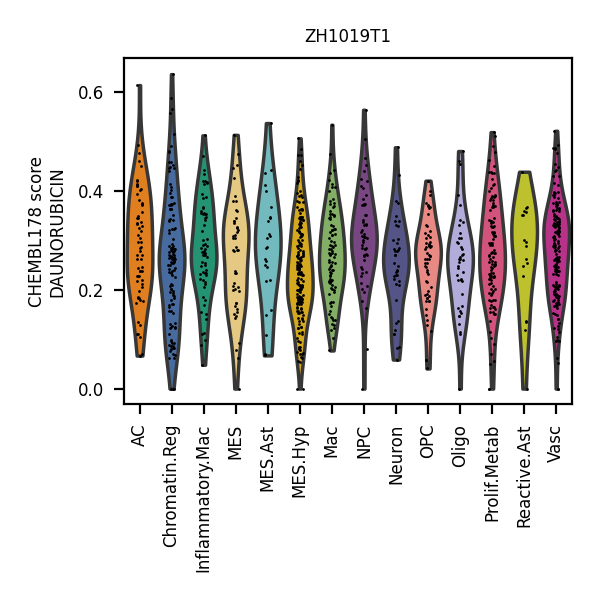 ZH1019T1
CHEMBL178 score
DAUNORUBICIN
0.6
0.4
0.2
0.0
AC
Chromatin.Reg
Inflammatory.Mac
MES
MES.Ast
MES.Hyp
Mac
NPC
Neuron
OPC
Oligo
Prolif.Metab
Reactive.Ast
Vasc